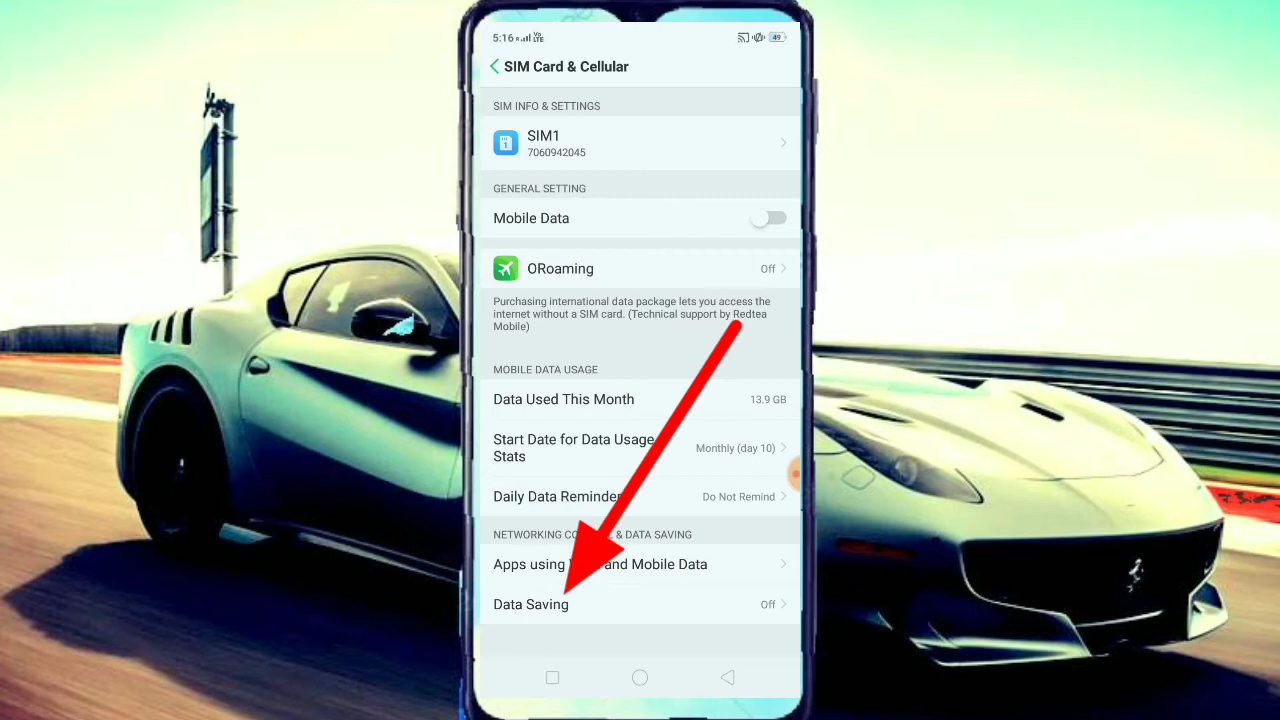 5:16 VoLTE 49
SIM Card & Cellular
SIM INFO & SETTINGS
1
SIM1
7060942045
GENERAL SETTING
Mobile Data
ORoaming Off
Purchasing international data package lets you access the
internet without a SIM card. (Technical support by Redtea
Mobile)
MOBILE DATA USAGE
Data Used This Month 13.9 GB
Start Date for Data Usage
Stats
Monthly (day 10)
Daily Data Reminder Do Not Remind
NETWORKING & DATA SAVING
Apps using and Mobile Data
Data Saving Off